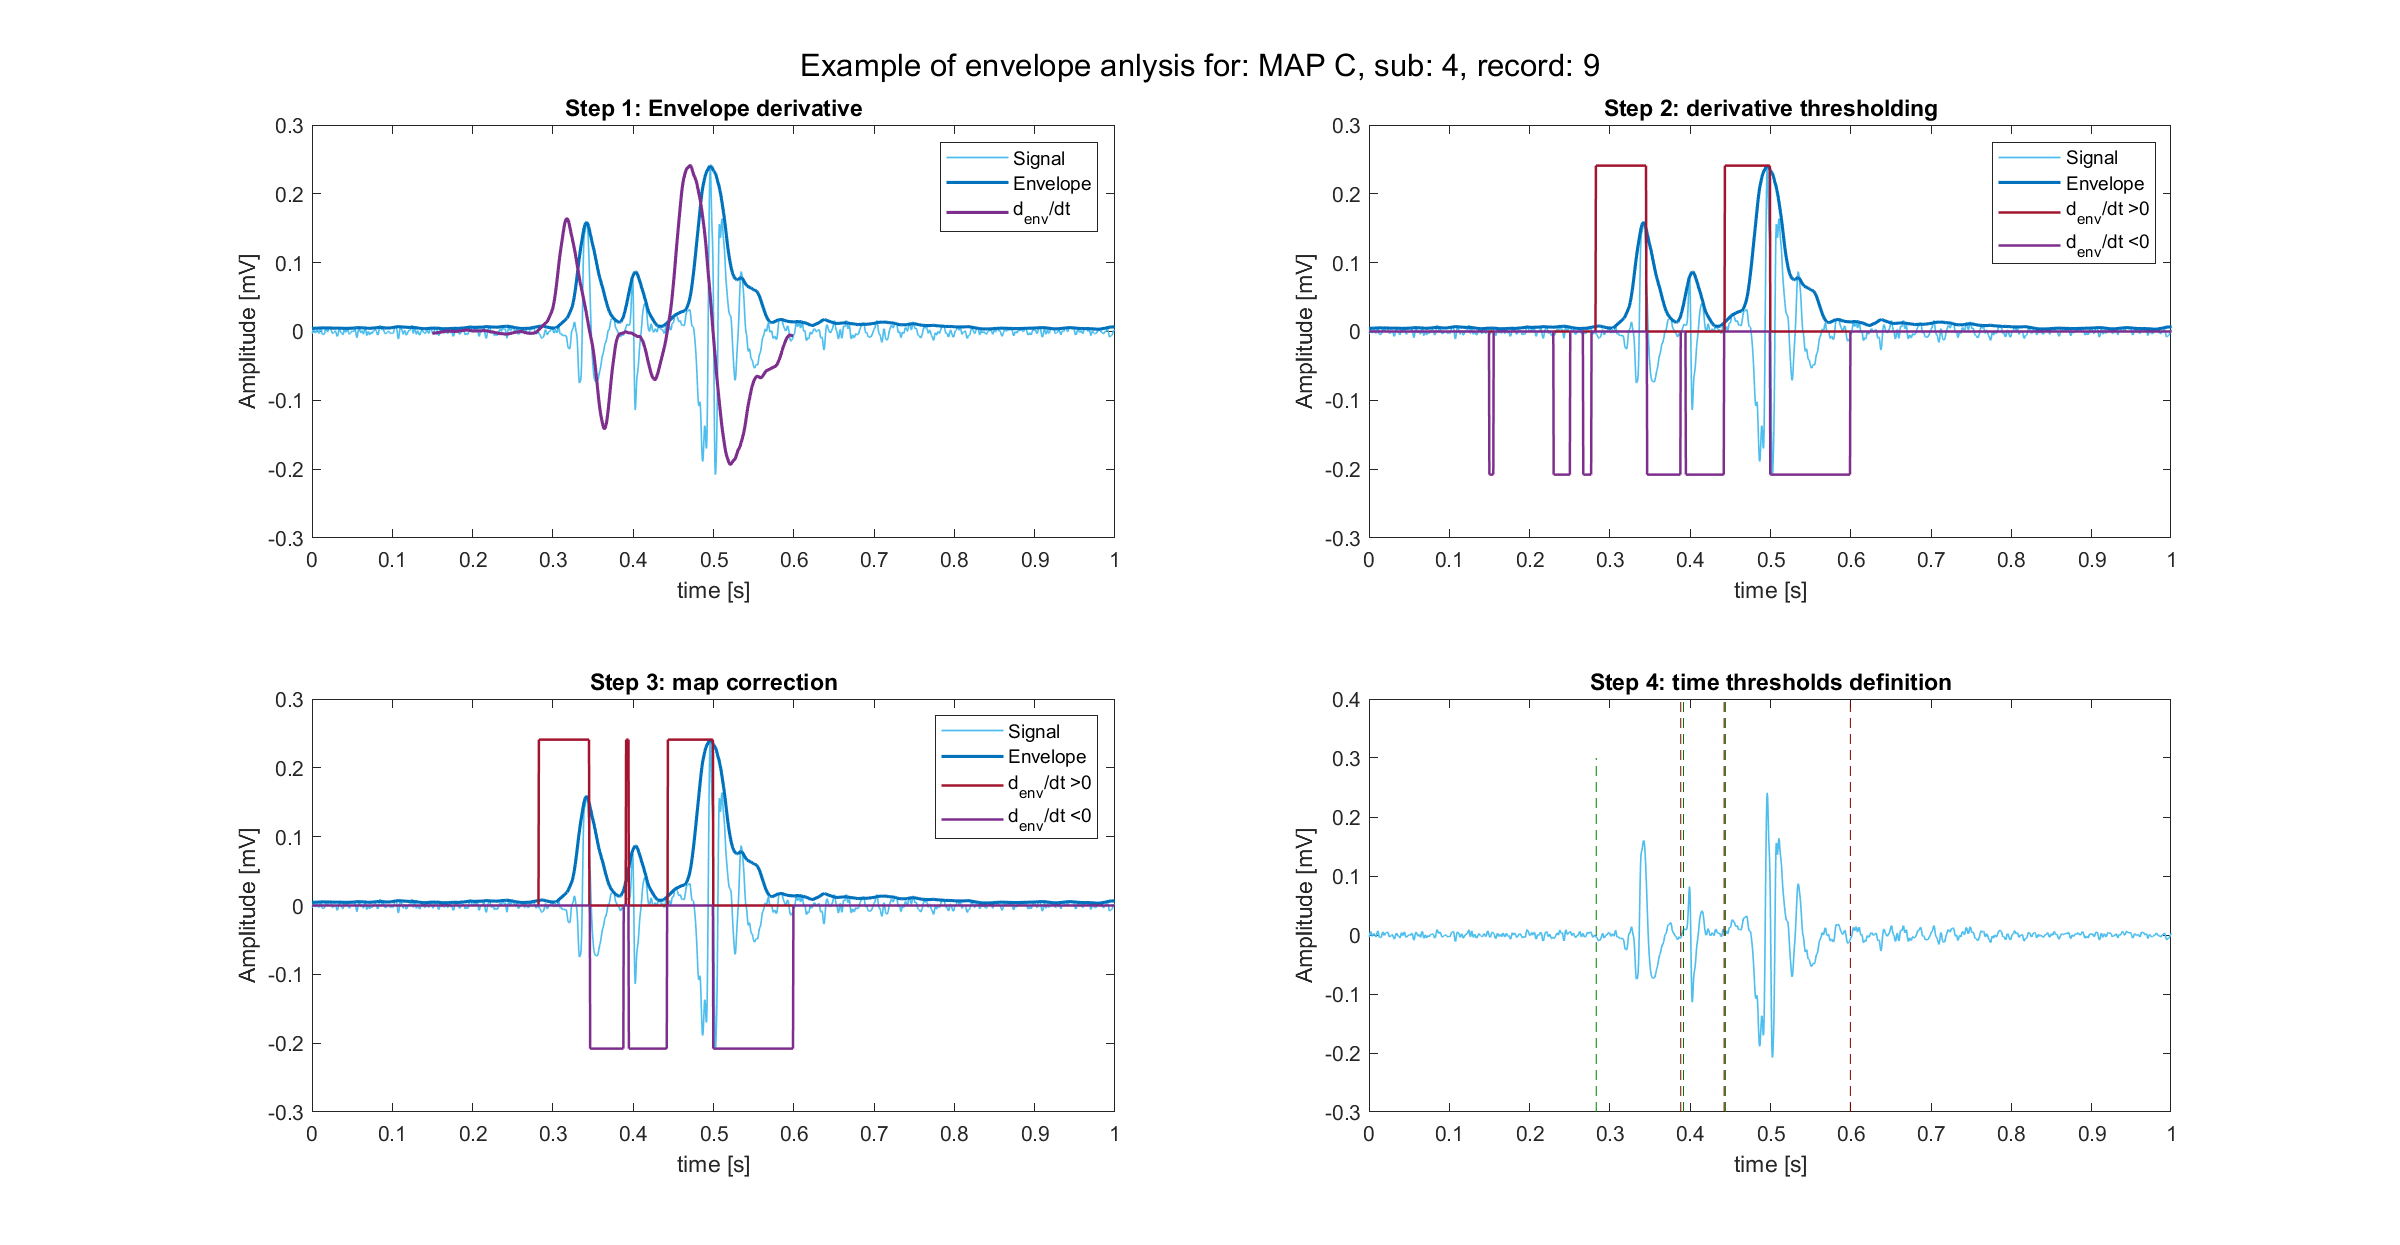 Example of envelope anlysis for: MAP C, sub: 4, record: 9
Step 1: Envelope derivative
0.3
0.2
0.1
0
-0.1
-0.2
-0.3
Amplitude [mV]
0 0.1 0.2 0.3 0.4 0.5 0.6 0.7 0.8 0.9 1
time [s]
Signal
Envelope
d_env/dt
Step 2: derivative thresholding
0.3
0.2
0.1
0
-0.1
-0.2
-0.3
Amplitude [mV]
0 0.1 0.2 0.3 0.4 0.5 0.6 0.7 0.8 0.9 1
time [s]
Signal
Envelope
d_env/dt >0
d_env/dt <0
Step 3: map correction
0.3
0.2
0.1
0
-0.1
-0.2
-0.3
Amplitude [mV]
0 0.1 0.2 0.3 0.4 0.5 0.6 0.7 0.8 0.9 1
time [s]
Signal
Envelope
d_env/dt >0
d_env/dt <0
Step 4: time thresholds definition
0.4
0.3
0.2
0.1
0
-0.1
-0.2
-0.3
Amplitude [mV]
0 0.1 0.2 0.3 0.4 0.5 0.6 0.7 0.8 0.9 1
time [s]